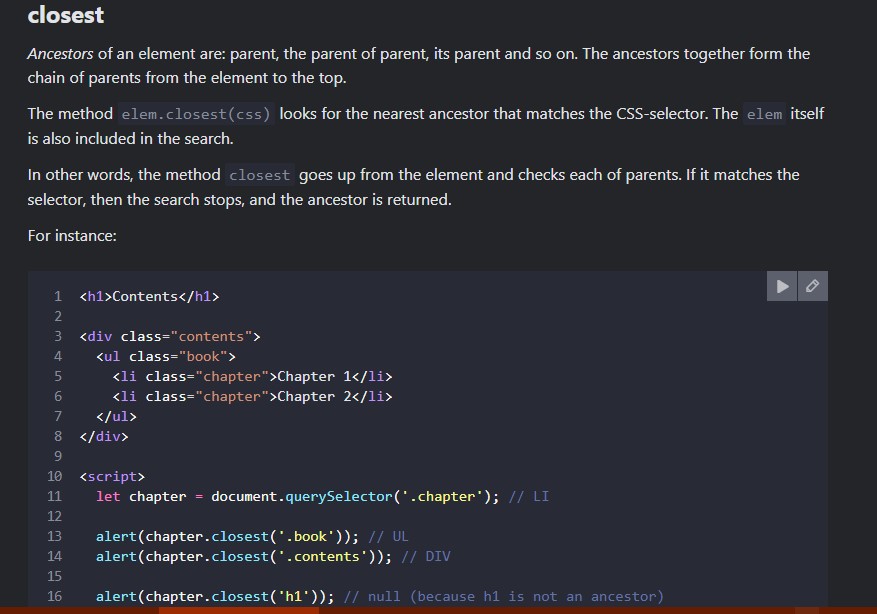 closest
Ancestors of an element are: parent, the parent of parent, its parent and so on. The ancestors together form the
chain of parents from the element to the top.
The method elem.closest(css) looks for the nearest ancestor that matches the CSS-selector. The elem itself
is also included in the search.
In other words, the method closest goes up from the element and checks each of parents. If it matches the
selector, then the search stops, and the ancestor is returned.
For instance:
1 <h1>Contents</h1>
2
3 <div class="contents">
4   <ul class="book">
5     <li class="chapter">Chapter 1</li>
6     <li class="chapter">Chapter 2</li>
7   </ul>
8 </div>
9
10 <script>
11   let chapter = document.querySelector('.chapter'); // LI
12
13   alert(chapter.closest('.book')); // UL
14   alert(chapter.closest('.contents')); // DIV
15
16   alert(chapter.closest('h1')); // null (because h1 is not an ancestor)